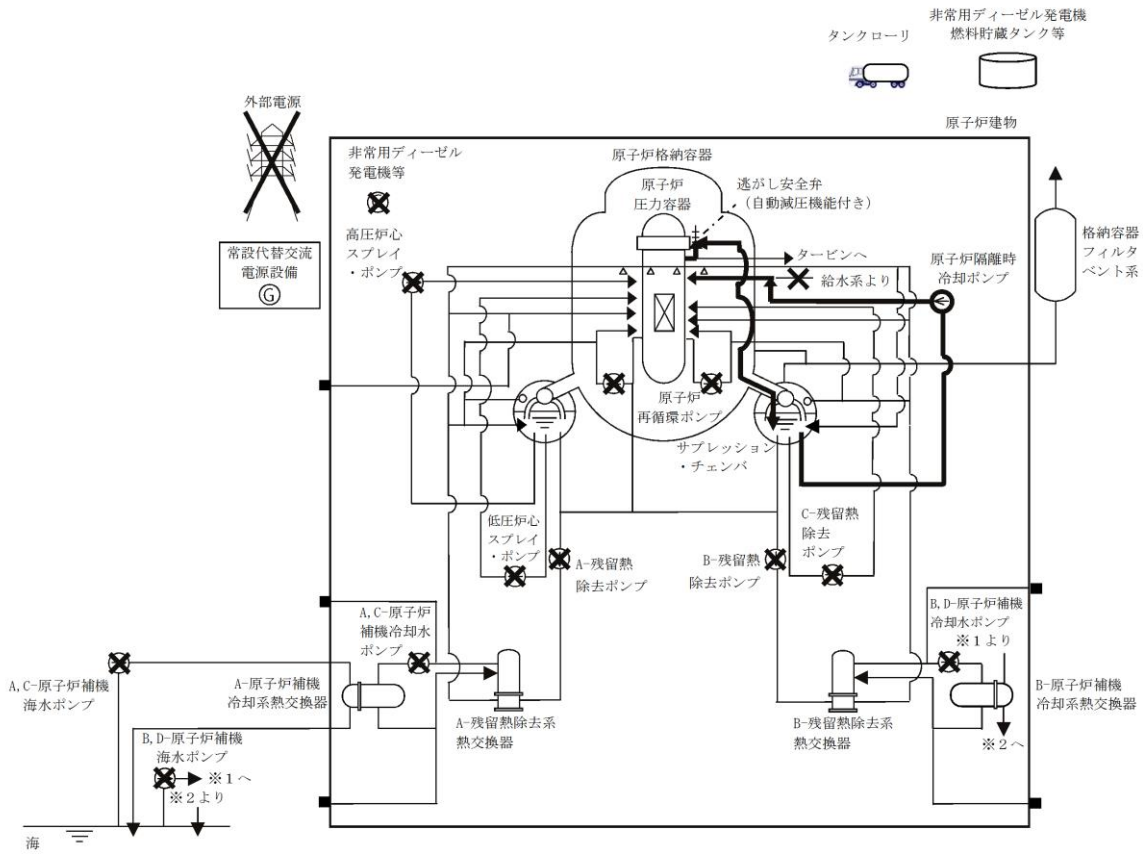 非常用ディーゼル発電機
燃料貯蔵タンク等
タンクローリ
外部電源
原子炉建物
非常用ディーゼル
発電機等
原子炉格納容器
原子炉
圧力容器
逃がし安全弁
（自動減圧機能付き）
高圧炉心
スプレイ
・ポンプ
常設代替交流
電源設備
G
タービンへ
給水系より
原子炉隔離時
冷却ポンプ
格納容器
フィルタ
ベント系
原子炉
再循環ポンプ
サプレッション
・チェンバ
低圧炉心
スプレイ
・ポンプ
A-残留熱
除去ポンプ
B-残留熱
除去ポンプ
C-残留熱
除去
ポンプ
A,C-原子炉
補機冷却水
ポンプ
B,D-原子炉補機
冷却水ポンプ
※１より
A,C-原子炉補機
海水ポンプ
A-原子炉補機
冷却系熱交換器
A-残留熱除去系
熱交換器
B-残留熱除去系
熱交換器
B-原子炉補機
冷却系熱交換器
※２へ
B,D-原子炉補機
海水ポンプ
※１へ
※２より
海